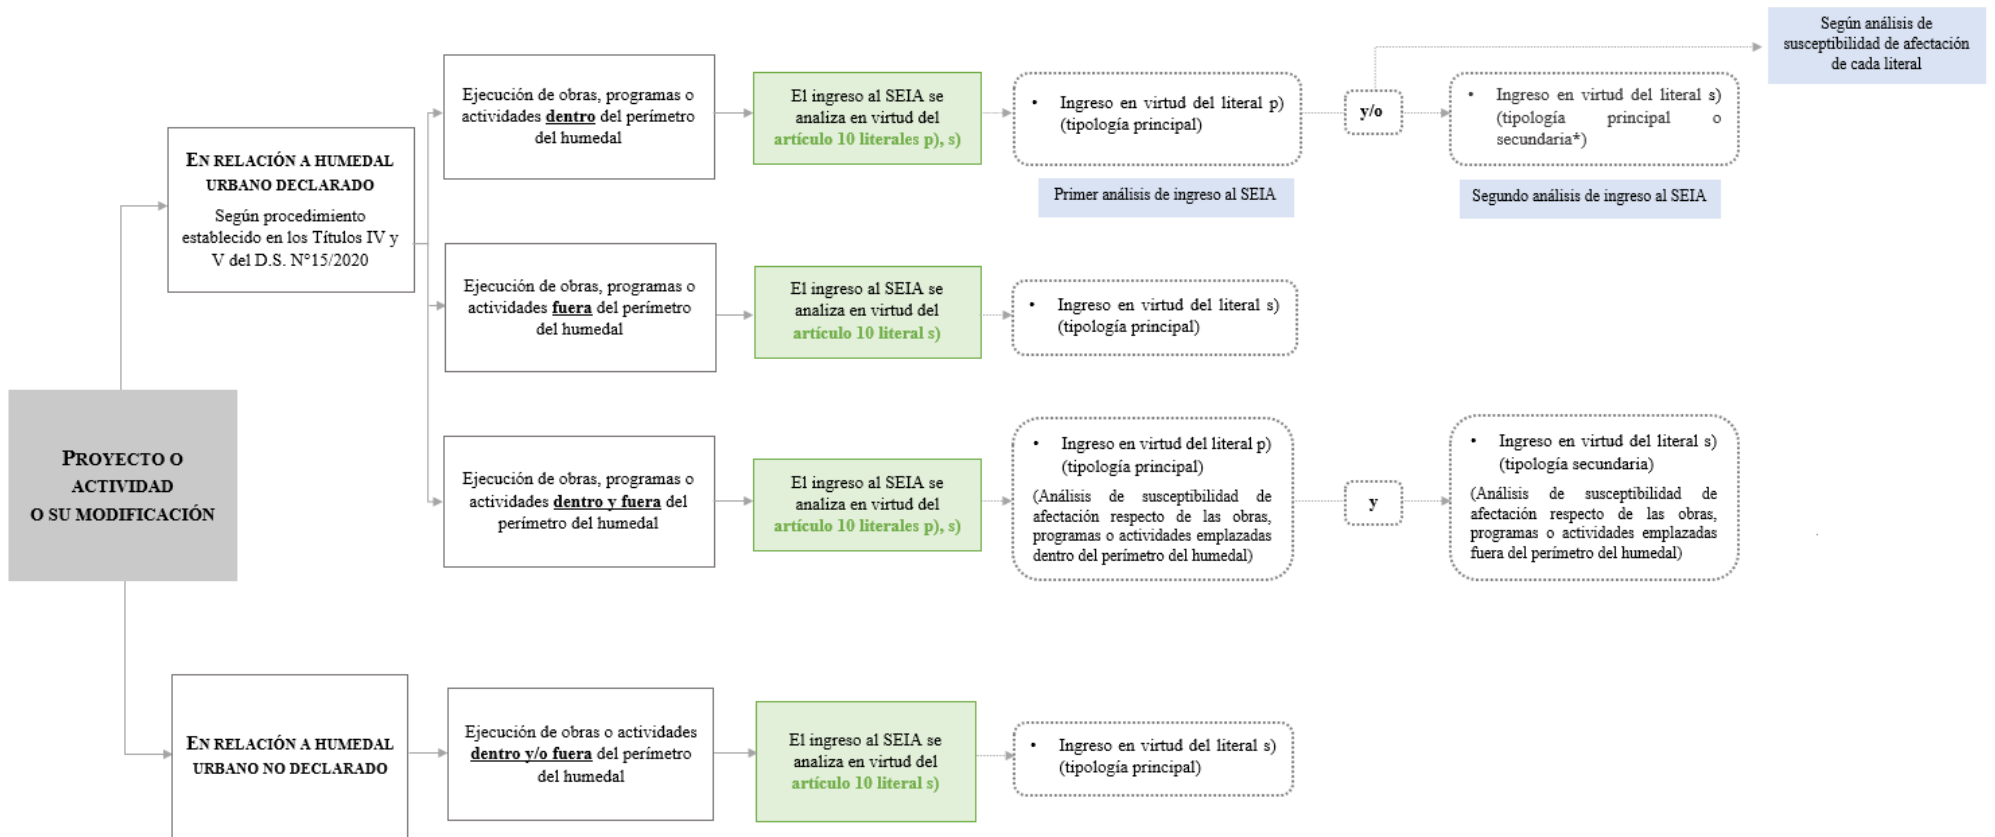 PROYECTO O
ACTIVIDAD
O SU MODIFICACIÓN
EN RELACIÓN A HUMEDAL
URBANO DECLARADO
Según procedimiento
establecido en los Títulos IV y
V del D.S. N°15/2020
Ejecución de obras, programas o
actividades dentro del perímetro
del humedal
El ingreso al SEIA se
analiza en virtud del
artículo 10 literales p), s)
• Ingreso en virtud del literal p)
(tipología principal)
Primer análisis de ingreso al SEIA
y/o
Según análisis de
susceptibilidad de afectación
de cada literal
• Ingreso en virtud del literal s)
(tipología principal o
secundaria*)
Segundo análisis de ingreso al SEIA
Ejecución de obras, programas o
actividades fuera del perímetro
del humedal
El ingreso al SEIA se
analiza en virtud del
artículo 10 literal s)
• Ingreso en virtud del literal s)
(tipología principal)
Ejecución de obras, programas o
actividades dentro y fuera del
perímetro del humedal
El ingreso al SEIA se
analiza en virtud del
artículo 10 literales p), s)
• Ingreso en virtud del literal p)
(tipología principal)
(Análisis de susceptibilidad de
afectación respecto de las obras,
programas o actividades emplazadas
dentro del perímetro del humedal)
y
• Ingreso en virtud del literal s)
(tipología secundaria)
(Análisis de susceptibilidad de
afectación respecto de las obras,
programas o actividades emplazadas
fuera del perímetro del humedal)
EN RELACIÓN A HUMEDAL
URBANO NO DECLARADO
Ejecución de obras o actividades
dentro y/o fuera del perímetro
del humedal
El ingreso al SEIA se
analiza en virtud del
artículo 10 literal s)
• Ingreso en virtud del literal s)
(tipología principal)